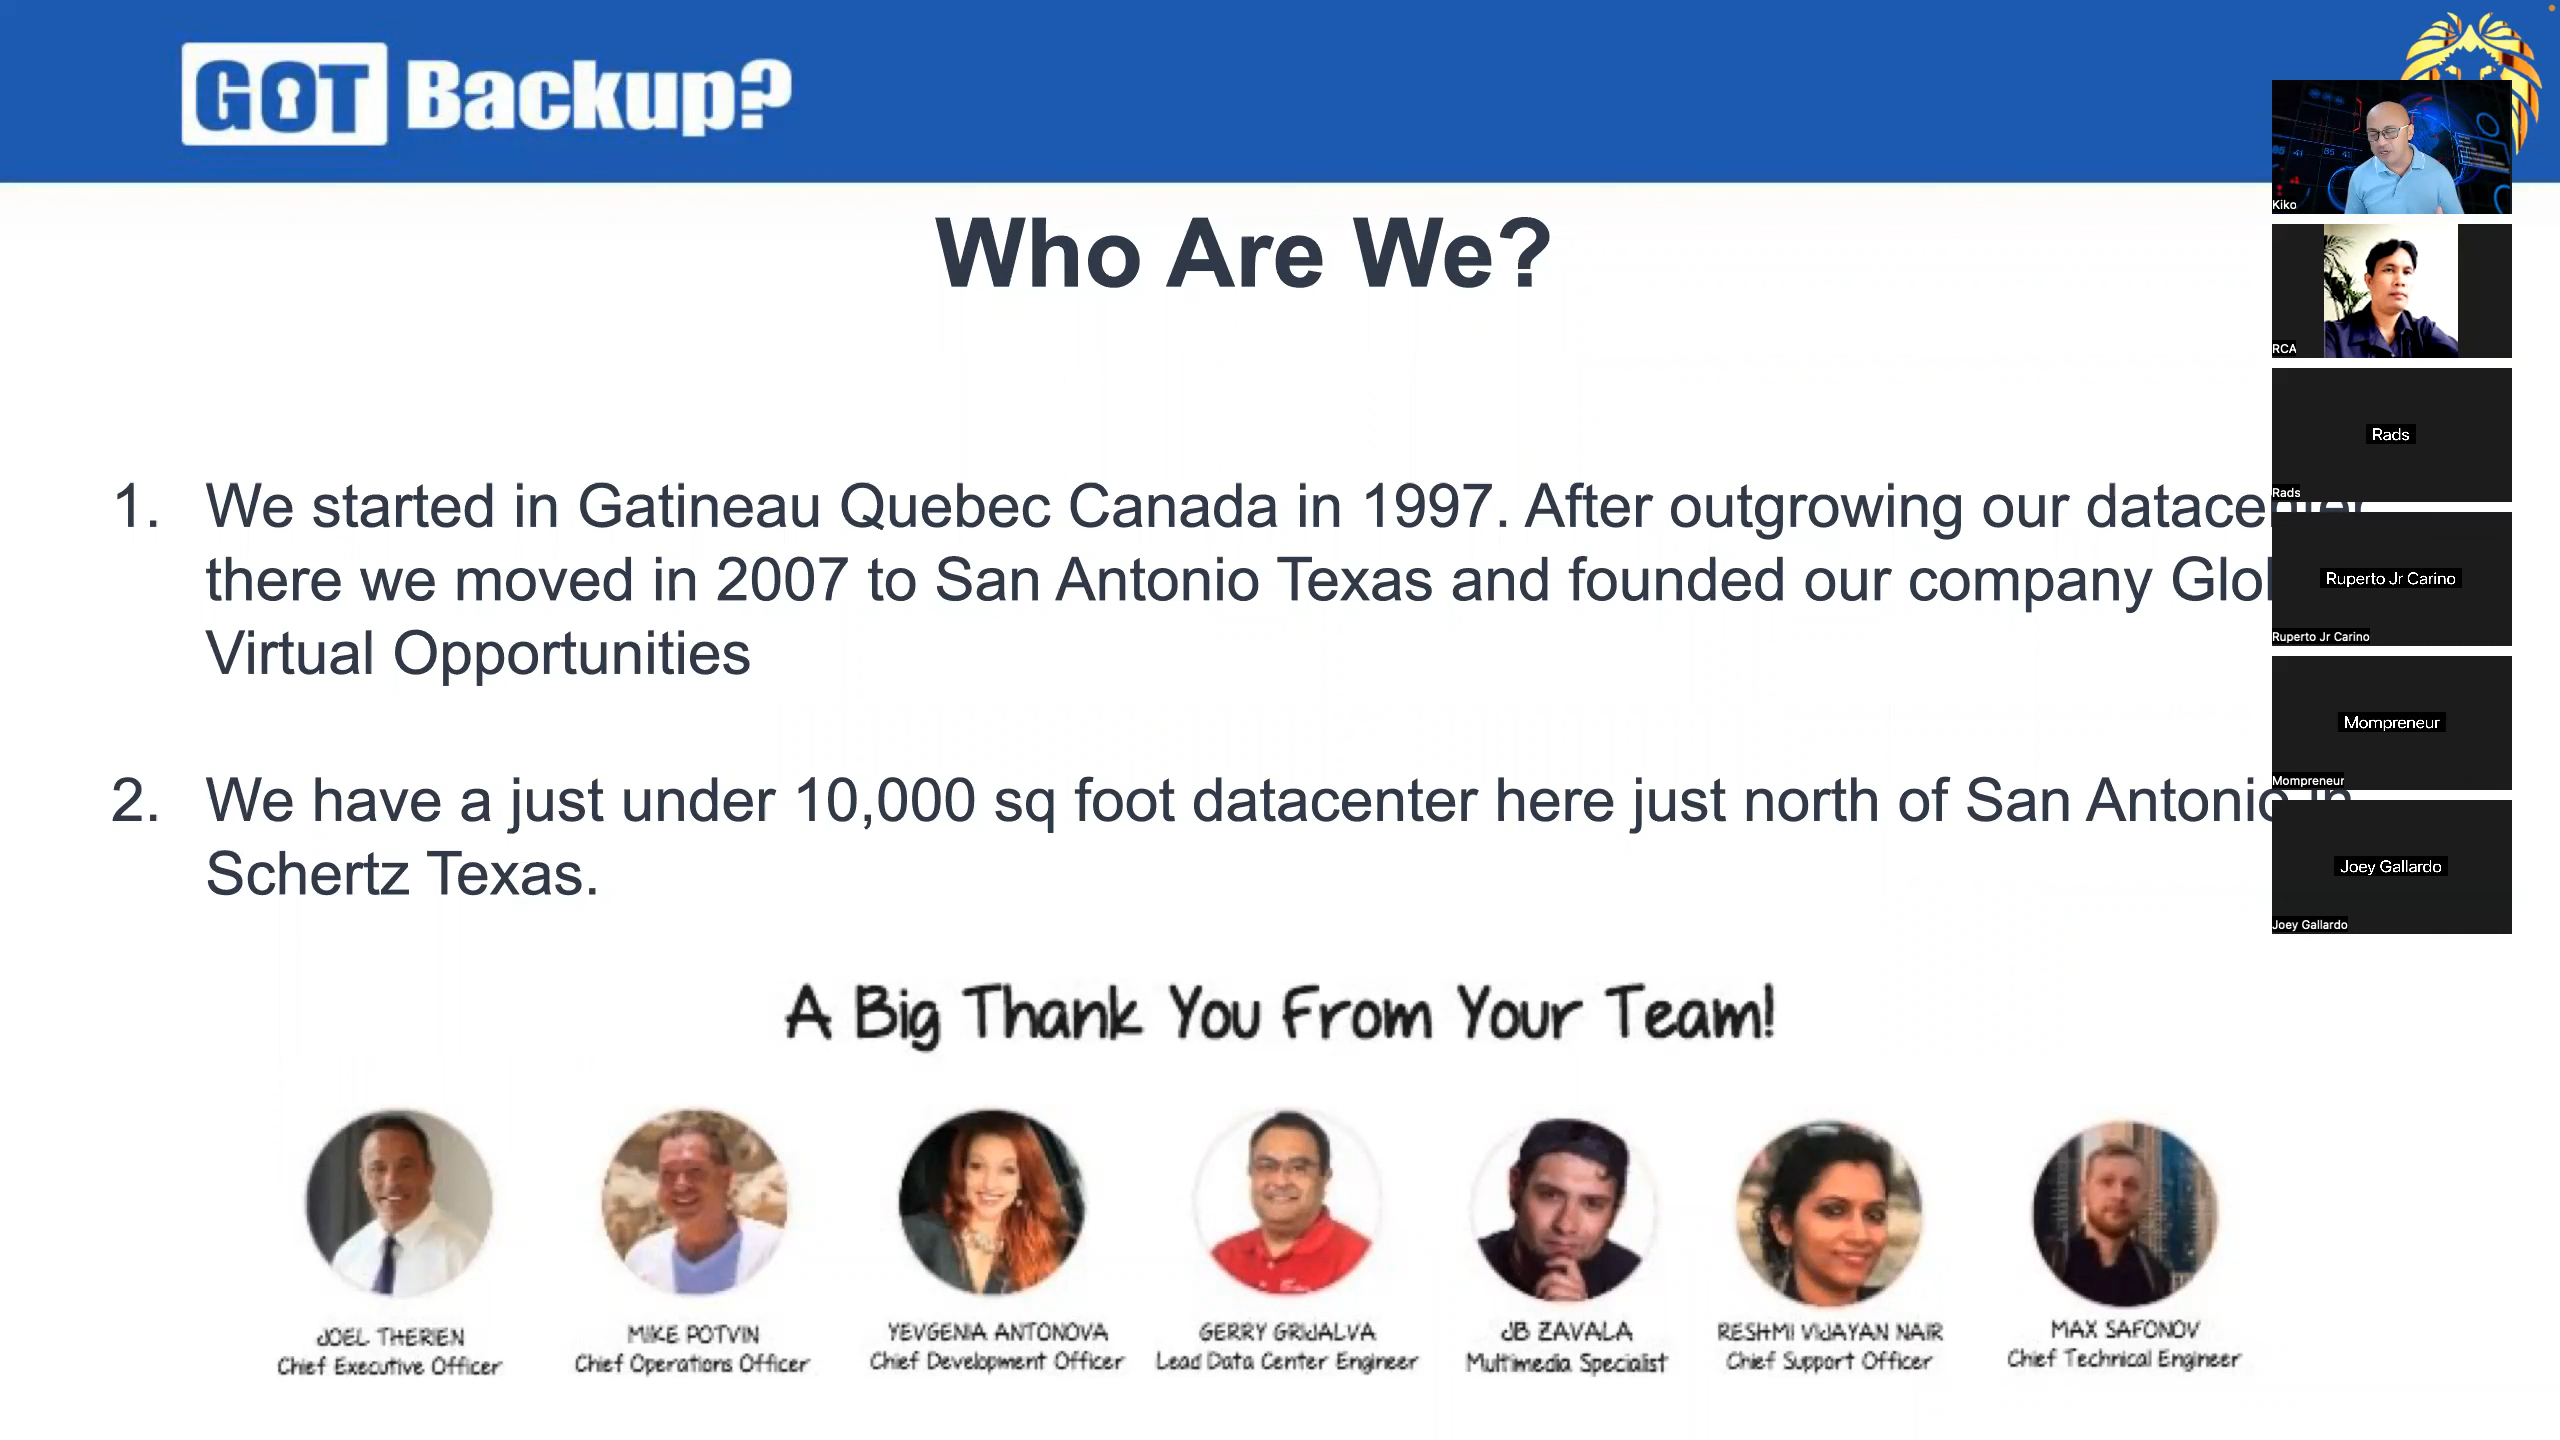 GOT Backup?
Who Are We?
1. We started in Gatineau Quebec Canada in 1997. After outgrowing our datacenter
there we moved in 2007 to San Antonio Texas and founded our company
Virtual Opportunities
2. We have a just under 10,000 sq foot datacenter here just north of San Antonio in
Schertz Texas.
A Big Thank You From Your Team!
JOEL THERIEN
Chief Executive Officer
MIKE POTVIN
Chief Operations Officer
YEVGENIA ANTONOVA
Chief Development Officer
GERRY GRIJALVA
Lead Data Center Engineer
JB ZAVALA
Multimedia Specialist
RESHMI VIJAYAN NAIR
Chief Support Officer
MAX SAFONOV
Chief Technical Engineer
Kiko
RCA
Rads
Rads
Ruperto Jr Carino
Ruperto Jr Carino
Mompreneur
Mompreneur
Joey Gallardo
Joey Gallardo